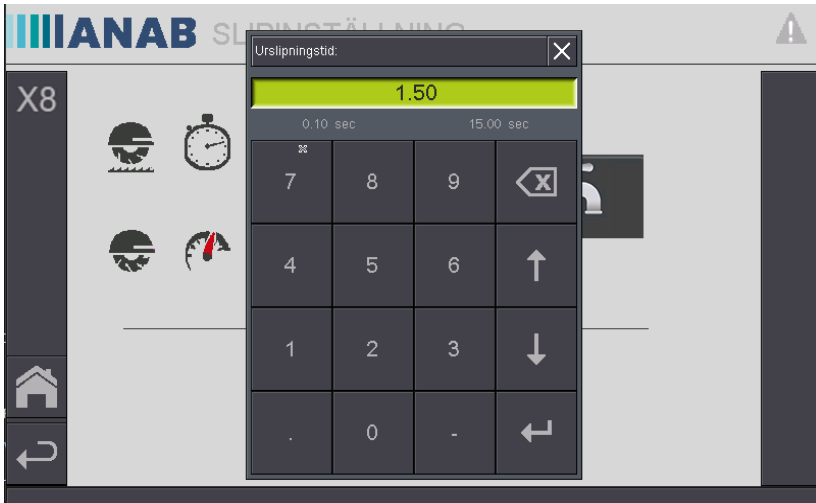 ANAB SLIPINSTÄLLNING
Urslipningstid:
X8
1.50
0.10 sec 15.00 sec
7 8 9
4 5 6
1 2 3
. 0 -